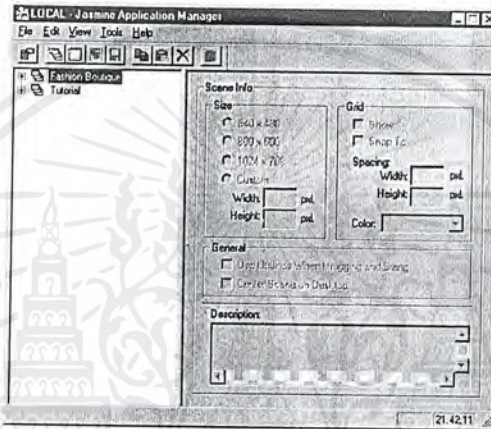 LOCAL - Jasmine Application Manager
File Edit View Tools Help
Fashion Boutique
Tutorial
Scene Info
Size
640 x 480
800 x 600
1024 x 768
Custom
Width: pxl.
Height: pxl.
Grid
Show
Snap To
Spacing:
Width: pxl.
Height: pxl.
Color:
General
Center Scene on Desktop
Description:
21.42.11